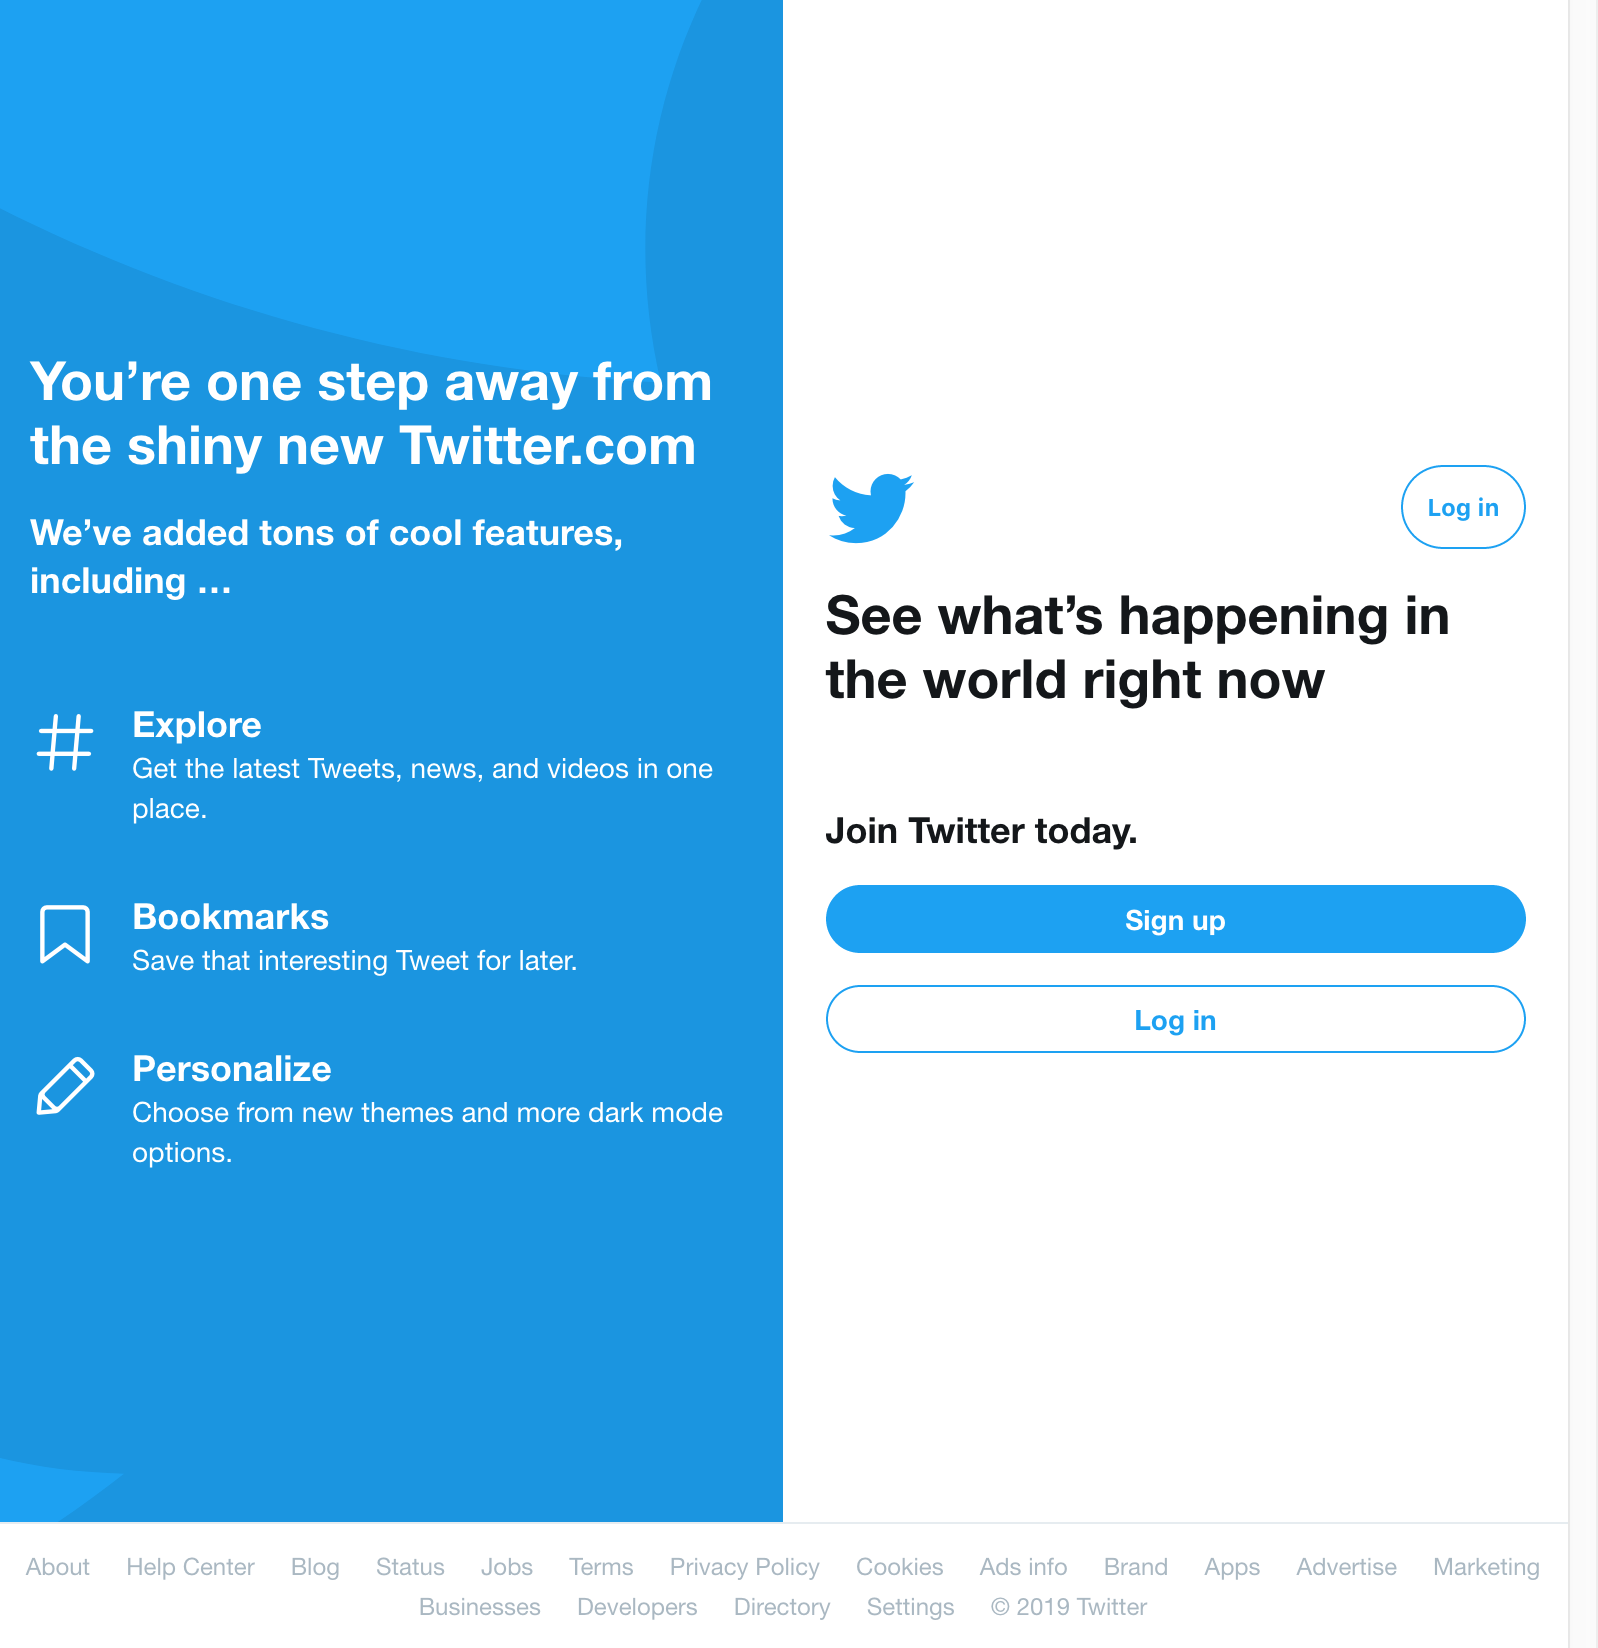 You’re one step away from
the shiny new Twitter.com
We’ve added tons of cool features,
including …
Explore
Get the latest Tweets, news, and videos in one
place.
Bookmarks
Save that interesting Tweet for later.
Personalize
Choose from new themes and more dark mode
options.
Log in
See what’s happening in
the world right now
Join Twitter today.
Sign up
Log in
About Help Center Blog Status Jobs Terms Privacy Policy Cookies Ads info Brand Apps Advertise Marketing
Businesses Developers Directory Settings © 2019 Twitter